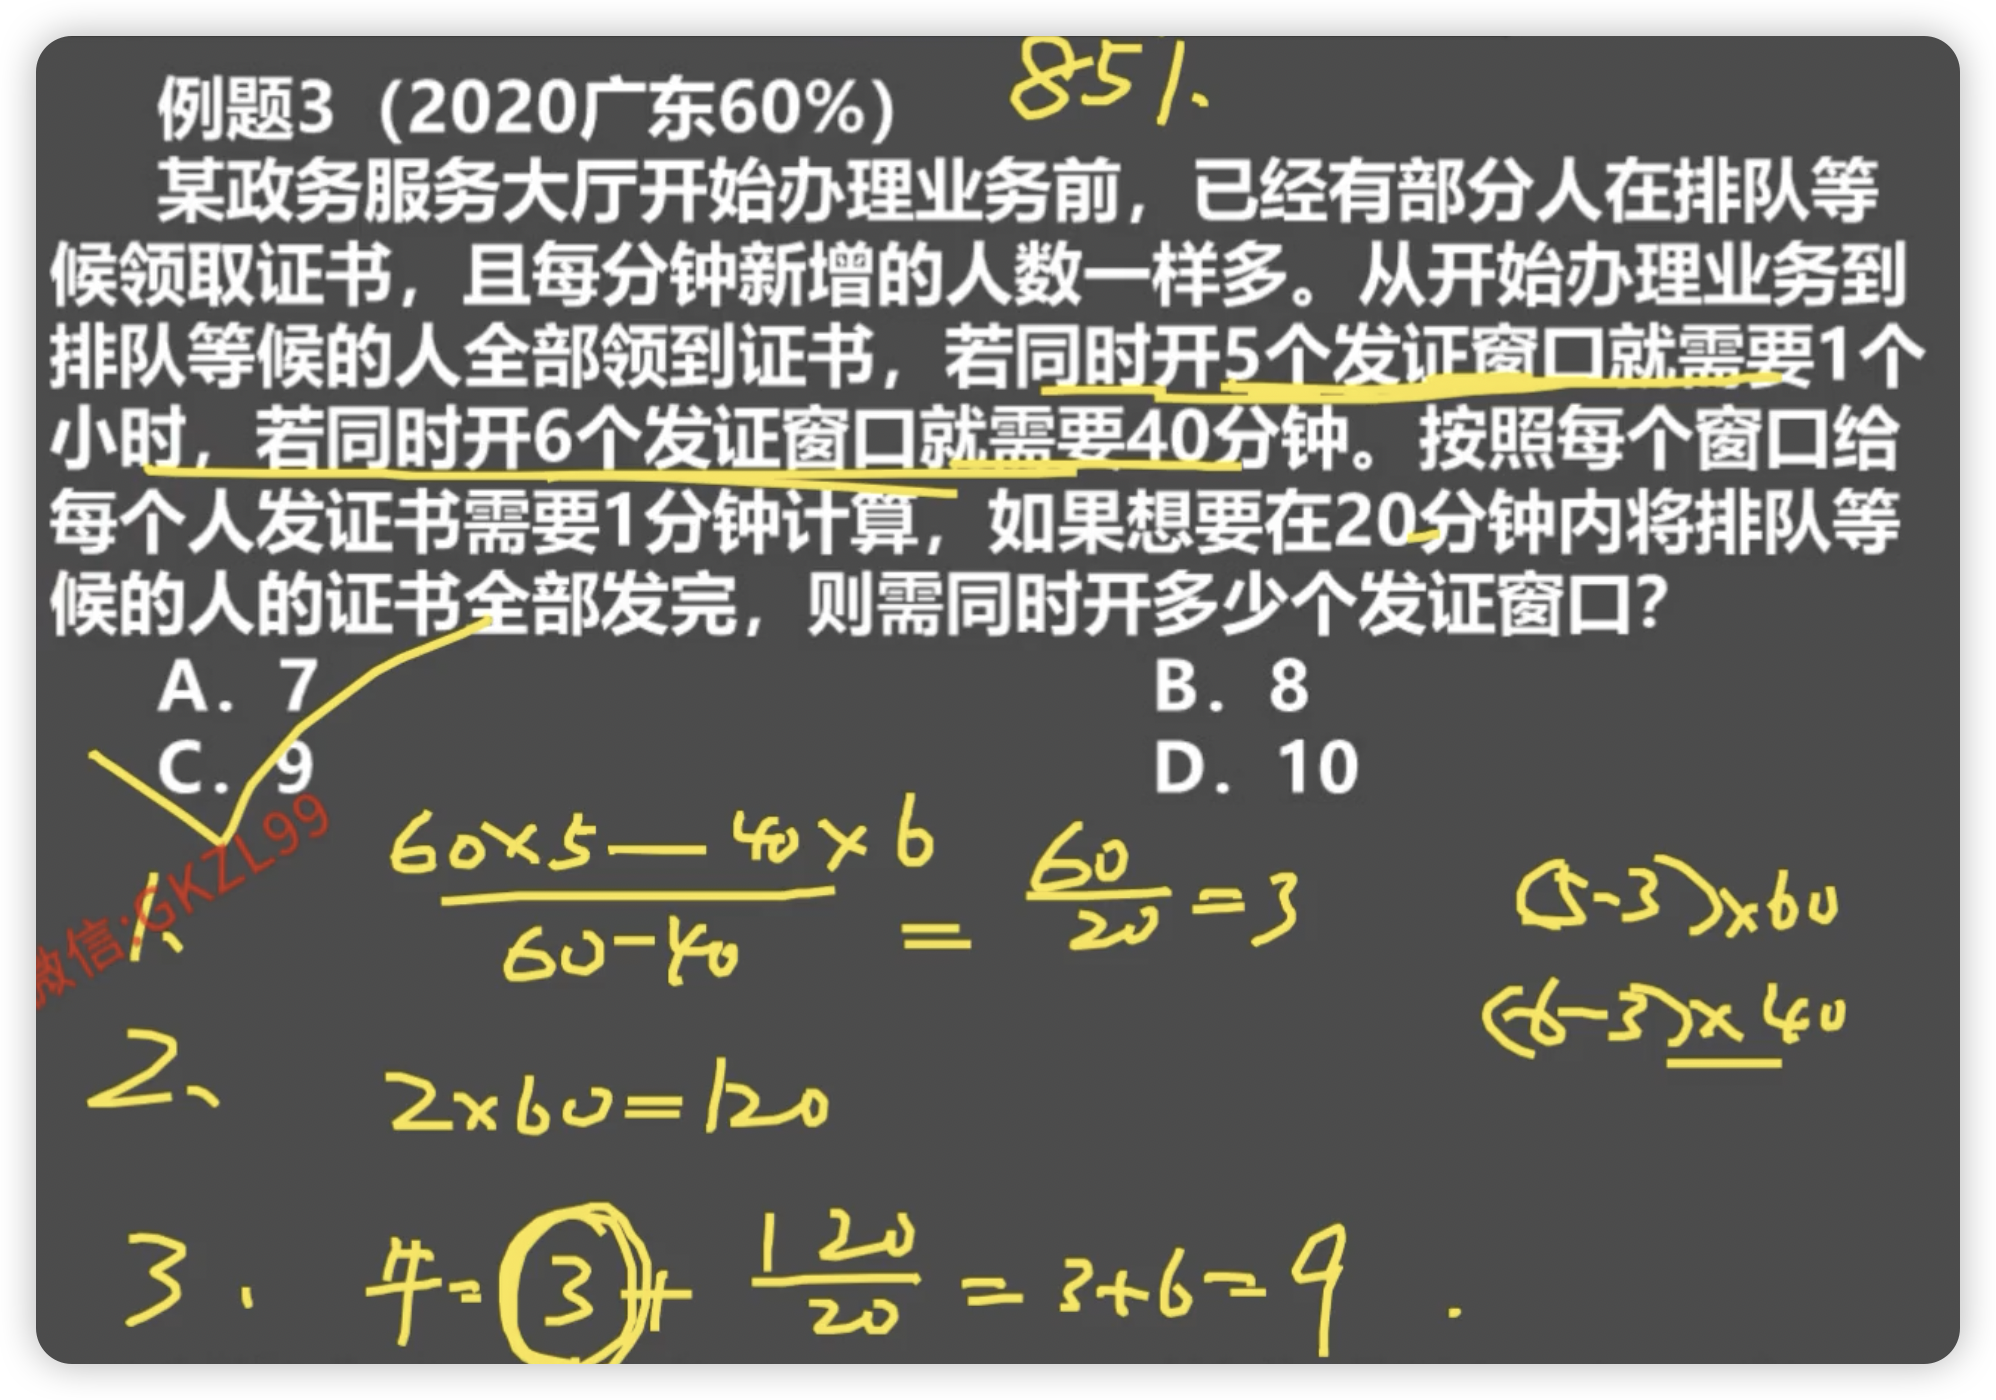 85%
例题3（2020广东60%）
某政务服务大厅开始办理业务前，已经有部分人在排队等
候领取证书，且每分钟新增的人数一样多。从开始办理业务到
排队等候的人全部领到证书，若同时开5个发证窗口就需要1个
小时，若同时开6个发证窗口就需要40分钟。按照每个窗口给
每个人发证书需要1分钟计算，如果想要在20分钟内将排队等
候的人的证书全部发完，则需同时开多少个发证窗口？
A. 7 B. 8
C. 9 D. 10
微信:GKZL99
1、 60×5—40×6 / 60-40 = 60/20 = 3
(5-3)×60
(6-3)×40
2、 2×60=120
3. 牛=3+120/20=3+6=9.